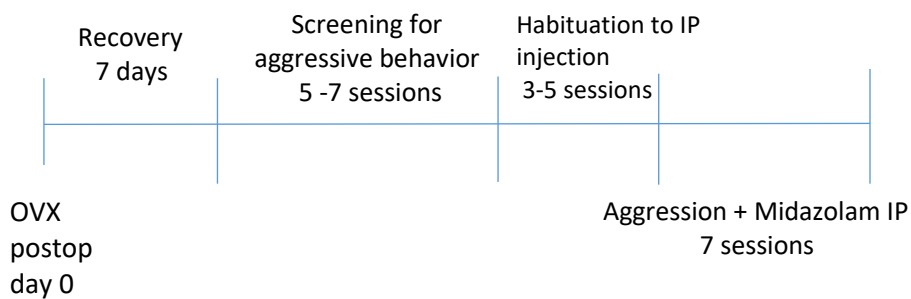 Recovery
7 days
Screening for
aggressive behavior
5 -7 sessions
Habituation to IP
injection
3-5 sessions
OVX
postop
day 0
Aggression + Midazolam IP
7 sessions